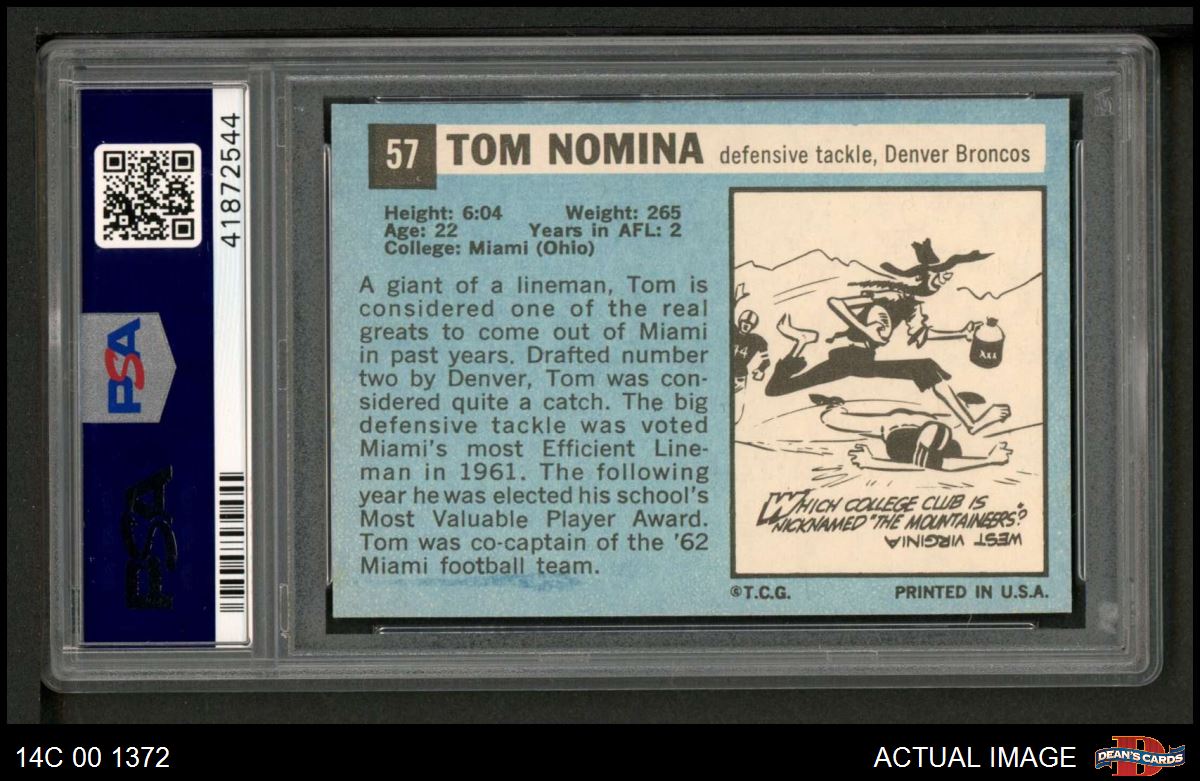 41872544
PSA
PSA
57 TOM NOMINA defensive tackle, Denver Broncos
Height: 6:04 Weight: 265
Age: 22 Years in AFL: 2
College: Miami (Ohio)
A giant of a lineman, Tom is
considered one of the real
greats to come out of Miami
in past years. Drafted number
two by Denver, Tom was con-
sidered quite a catch. The big
defensive tackle was voted
Miami's most Efficient Line-
man in 1961. The following
year he was elected his school's
Most Valuable Player Award.
Tom was co-captain of the '62
Miami football team.
74
XXX
WHICH COLLEGE CLUB IS
NICKNAMED "THE MOUNTAINEERS"?
WEST VIRGINIA
©T.C.G. PRINTED IN U.S.A.
14C 00 1372
ACTUAL IMAGE
D
DEAN'S CARDS